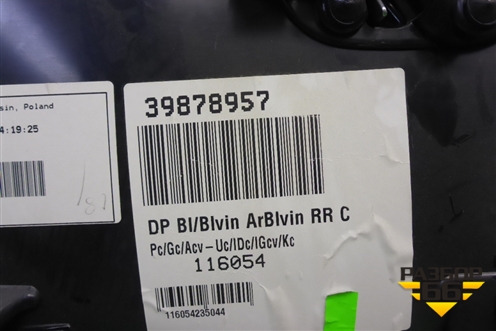 sin, Poland
4:19:25
187
39878957
DP Bl/Blvin ArBlvin RR C
Pc/Gc/Acv – Uc/IDc/IGcv/Kc
116054
116054235044
РАЗБОР
66